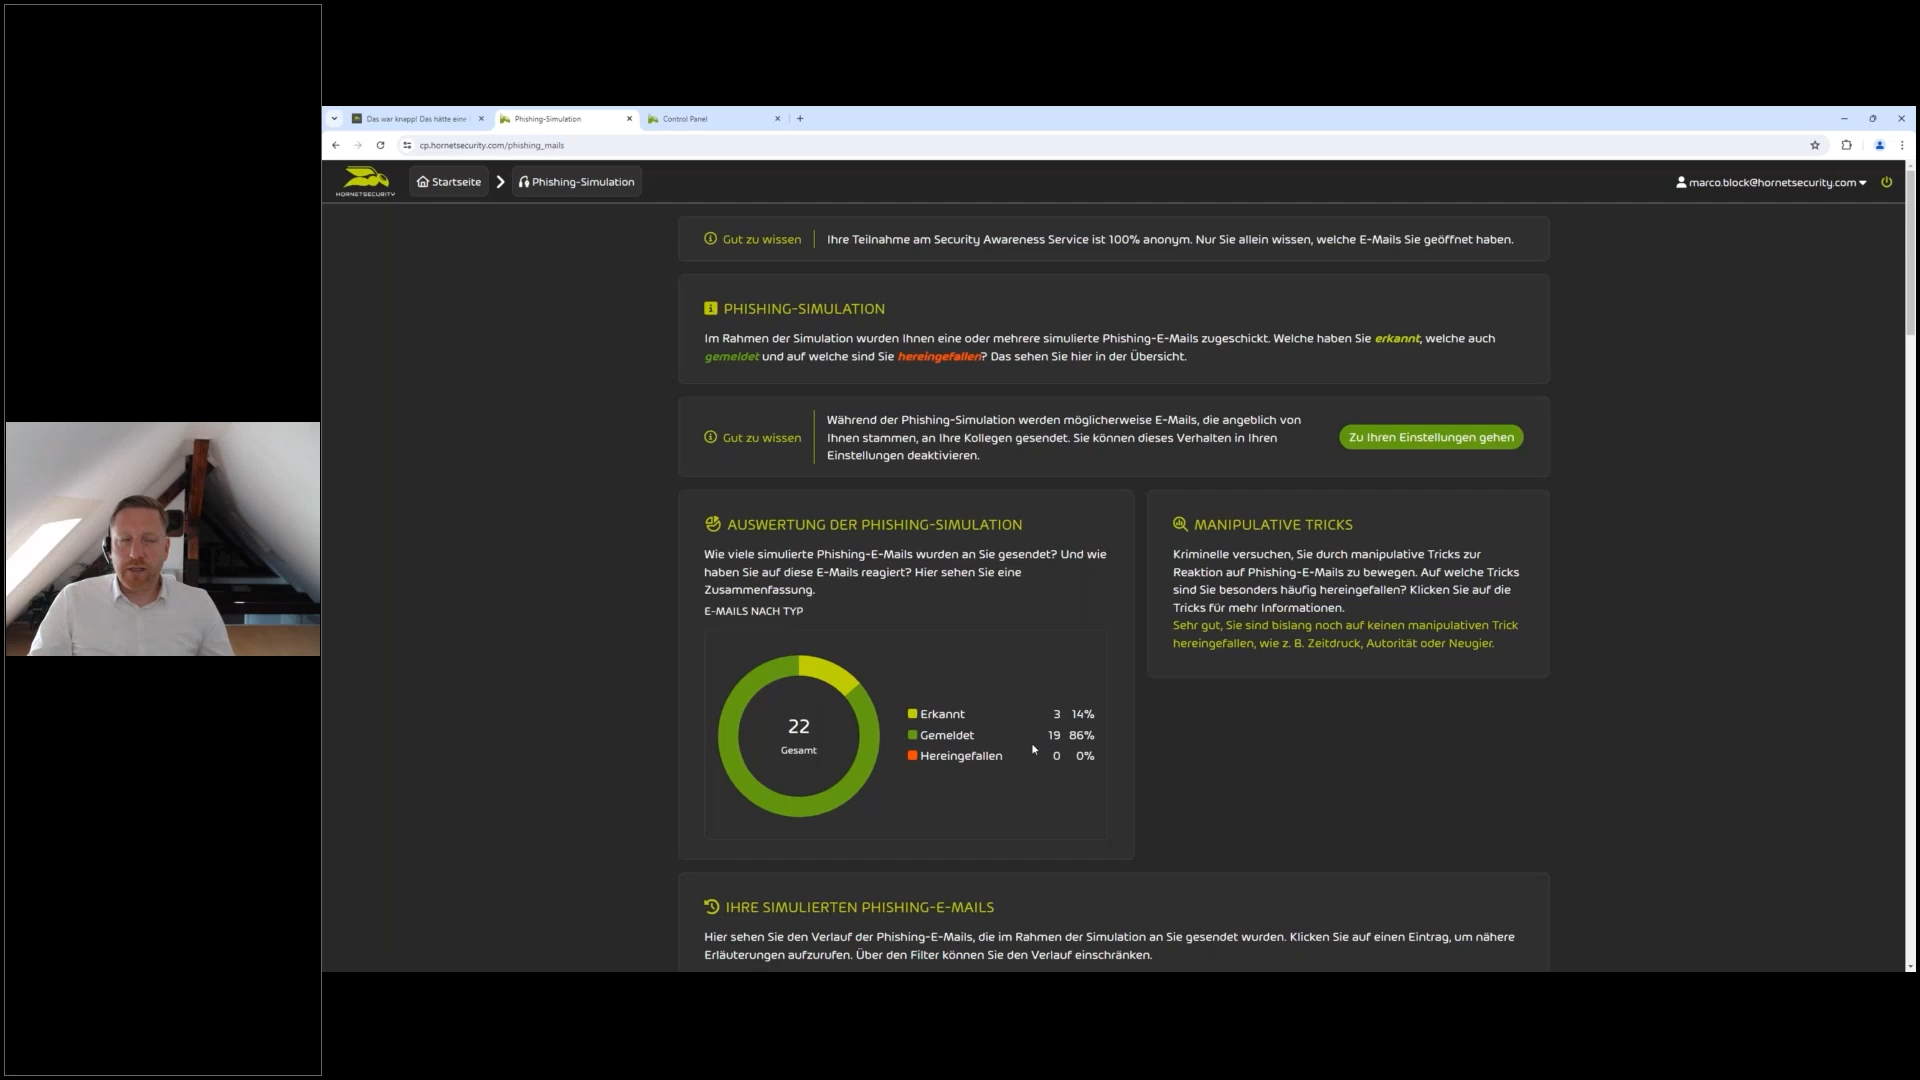 Das war knapp! Das hätte eine
Phishing-Simulation
Control Panel
cp.hornetsecurity.com/phishing_mails
HORNETSECURITY
Startseite
Phishing-Simulation
marco.block@hornetsecurity.com
Gut zu wissen
Ihre Teilnahme am Security Awareness Service ist 100% anonym. Nur Sie allein wissen, welche E-Mails Sie geöffnet haben.
PHISHING-SIMULATION
Im Rahmen der Simulation wurden Ihnen eine oder mehrere simulierte Phishing-E-Mails zugeschickt. Welche haben Sie erkannt, welche auch
gemeldet und auf welche sind Sie hereingefallen? Das sehen Sie hier in der Übersicht.
Gut zu wissen
Während der Phishing-Simulation werden möglicherweise E-Mails, die angeblich von
Ihnen stammen, an Ihre Kollegen gesendet. Sie können dieses Verhalten in Ihren
Einstellungen deaktivieren.
Zu Ihren Einstellungen gehen
AUSWERTUNG DER PHISHING-SIMULATION
Wie viele simulierte Phishing-E-Mails wurden an Sie gesendet? Und wie
haben Sie auf diese E-Mails reagiert? Hier sehen Sie eine
Zusammenfassung.
E-MAILS NACH TYP
22
Gesamt
Erkannt 3 14%
Gemeldet 19 86%
Hereingefallen 0 0%
MANIPULATIVE TRICKS
Kriminelle versuchen, Sie durch manipulative Tricks zur
Reaktion auf Phishing-E-Mails zu bewegen. Auf welche Tricks
sind Sie besonders häufig hereingefallen? Klicken Sie auf die
Tricks für mehr Informationen.
Sehr gut, Sie sind bislang noch auf keinen manipulativen Trick
hereingefallen, wie z. B. Zeitdruck, Autorität oder Neugier.
IHRE SIMULIERTEN PHISHING-E-MAILS
Hier sehen Sie den Verlauf der Phishing-E-Mails, die im Rahmen der Simulation an Sie gesendet wurden. Klicken Sie auf einen Eintrag, um nähere
Erläuterungen aufzurufen. Über den Filter können Sie den Verlauf einschränken.